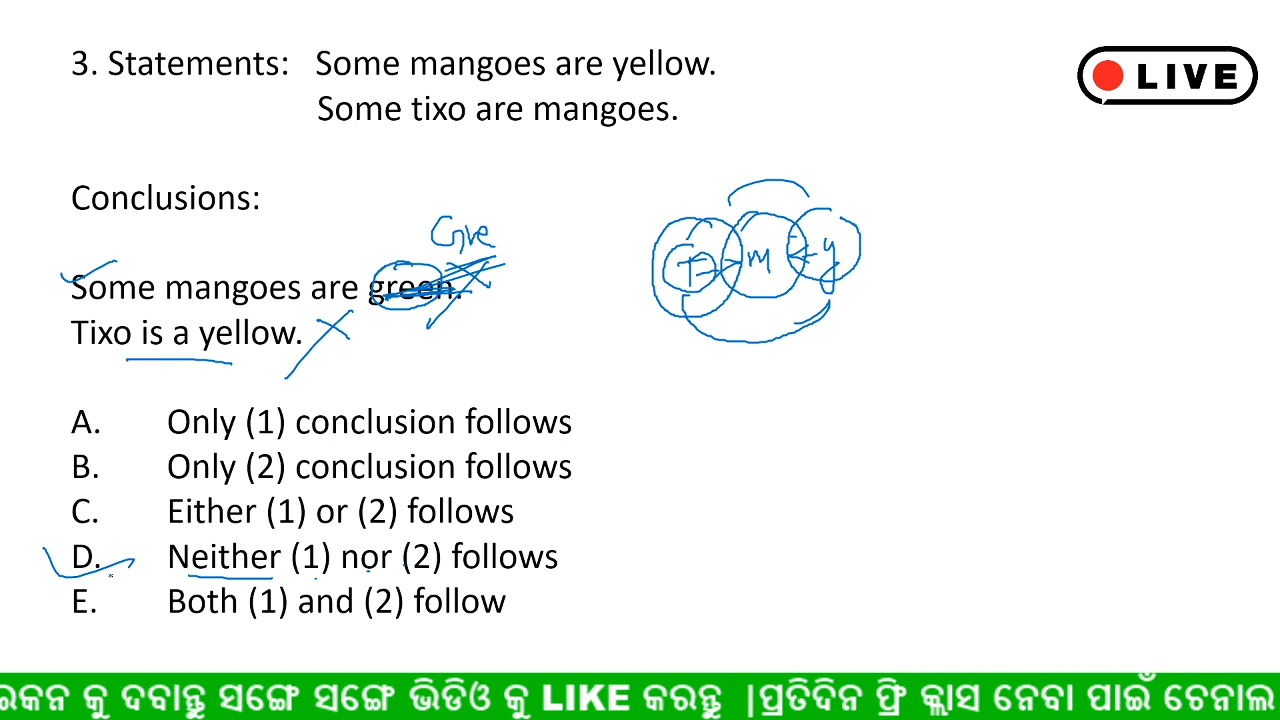 3. Statements: Some mangoes are yellow.
LIVE
Some tixo are mangoes.
Conclusions:
Gre
Some mangoes are green.
T M y
Tixo is a yellow.
A. Only (1) conclusion follows
B. Only (2) conclusion follows
C. Either (1) or (2) follows
D. Neither (1) nor (2) follows
E. Both (1) and (2) follow
ଇକନ କୁ ଦବାନ୍ତୁ ସଙ୍ଗେ ସଙ୍ଗେ ଭିଡିଓ କୁ LIKE କରନ୍ତୁ |ପ୍ରତିଦିନ ଫ୍ରି କ୍ଲାସ ନେବା ପାଇଁ ଚେନାଲ